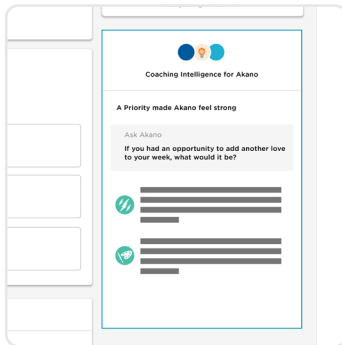 Coaching Intelligence for Akano
A Priority made Akano feel strong
Ask Akano
If you had an opportunity to add another love
to your week, what would it be?